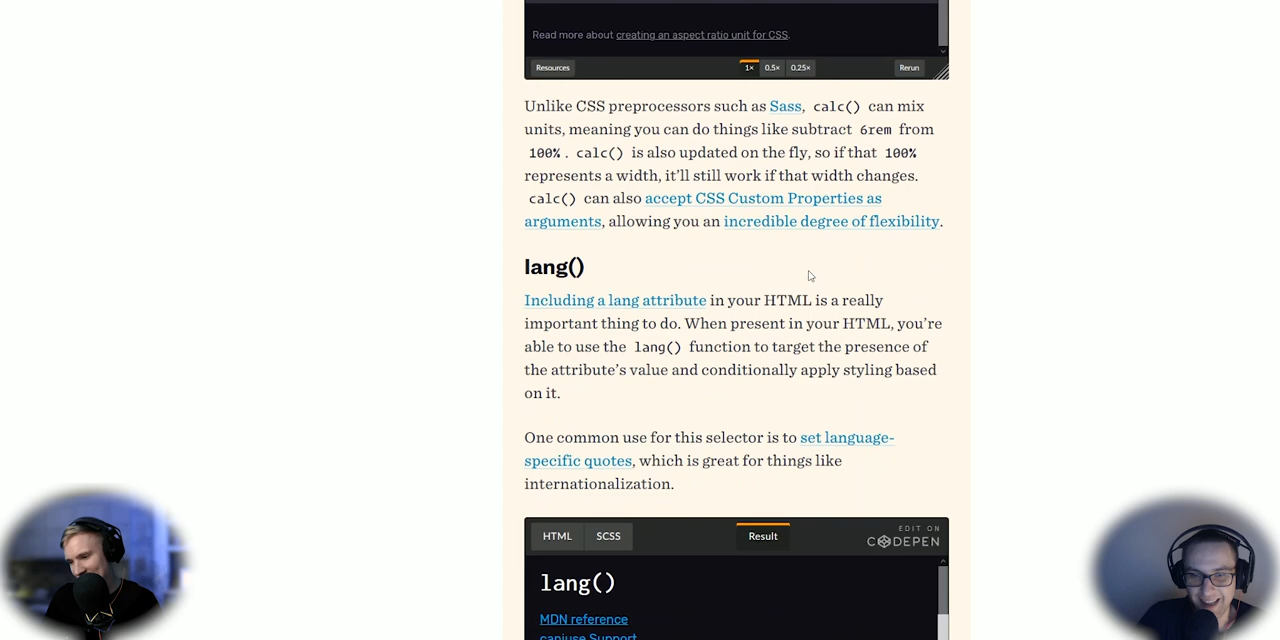 Read more about creating an aspect ratio unit for CSS.
Resources 1× 0.5× 0.25× Rerun
Unlike CSS preprocessors such as Sass, calc() can mix
units, meaning you can do things like subtract 6rem from
100%. calc() is also updated on the fly, so if that 100%
represents a width, it’ll still work if that width changes.
calc() can also accept CSS Custom Properties as
arguments, allowing you an incredible degree of flexibility.
lang()
Including a lang attribute in your HTML is a really
important thing to do. When present in your HTML, you’re
able to use the lang() function to target the presence of
the attribute’s value and conditionally apply styling based
on it.
One common use for this selector is to set language-
specific quotes, which is great for things like
internationalization.
HTML SCSS Result
EDIT ON
CODEPEN
lang()
MDN reference
caniuse Support